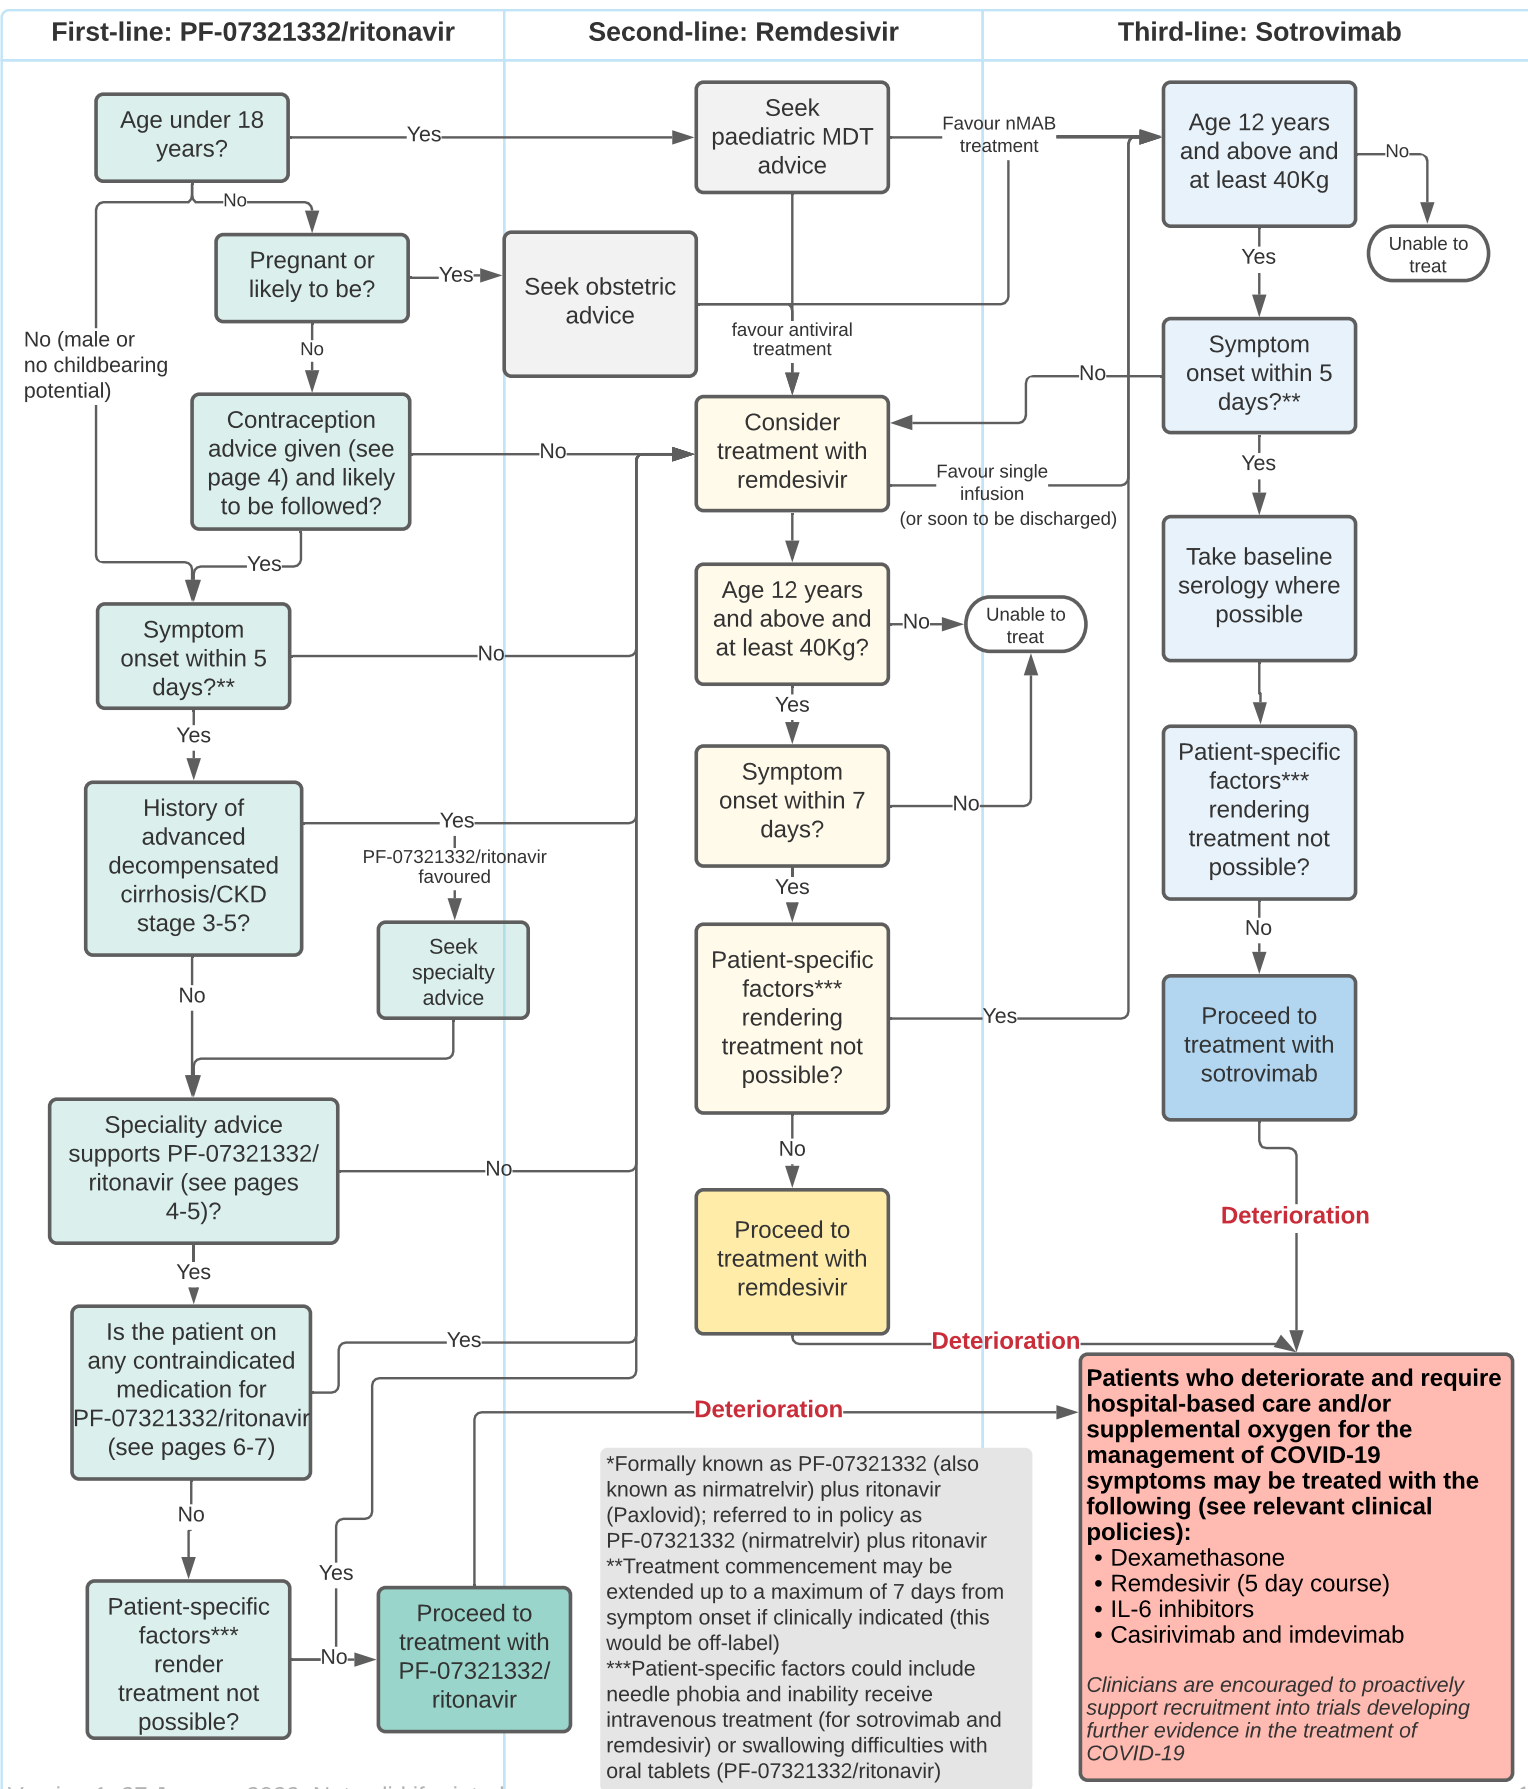 First-line: PF-07321332/ritonavir
Second-line: Remdesivir
Third-line: Sotrovimab
Age under 18
years?
Yes
No
No (male or
no childbearing
potential)
Pregnant or
likely to be?
Yes
No
Contraception
advice given (see
page 4) and likely
to be followed?
No
Yes
Symptom
onset within 5
days?**
No
Yes
History of
advanced
decompensated
cirrhosis/CKD
stage 3-5?
Yes
PF-07321332/ritonavir
favoured
Seek
specialty
advice
No
Speciality advice
supports PF-07321332/
ritonavir (see pages
4-5)?
No
Yes
Is the patient on
any contraindicated
medication for
PF-07321332/ritonavir
(see pages 6-7)
Yes
No
Patient-specific
factors***
render
treatment not
possible?
Yes
No
Proceed to
treatment with
PF-07321332/
ritonavir
Deterioration
Seek
paediatric MDT
advice
Favour nMAB
treatment
Seek obstetric
advice
favour antiviral
treatment
Consider
treatment with
remdesivir
Favour single
infusion
(or soon to be discharged)
Age 12 years
and above and
at least 40Kg?
No
Unable to
treat
Yes
Symptom
onset within 7
days?
No
Yes
Patient-specific
factors***
rendering
treatment not
possible?
Yes
No
Proceed to
treatment with
remdesivir
Deterioration
Age 12 years
and above and
at least 40Kg
No
Unable to
treat
Yes
Symptom
onset within 5
days?**
No
Yes
Take baseline
serology where
possible
Patient-specific
factors***
rendering
treatment not
possible?
No
Proceed to
treatment with
sotrovimab
Deterioration
Patients who deteriorate and require
hospital-based care and/or
supplemental oxygen for the
management of COVID-19
symptoms may be treated with the
following (see relevant clinical
policies):
• Dexamethasone
• Remdesivir (5 day course)
• IL-6 inhibitors
• Casirivimab and imdevimab
Clinicians are encouraged to proactively
support recruitment into trials developing
further evidence in the treatment of
COVID-19
*Formally known as PF-07321332 (also
known as nirmatrelvir) plus ritonavir
(Paxlovid); referred to in policy as
PF-07321332 (nirmatrelvir) plus ritonavir
**Treatment commencement may be
extended up to a maximum of 7 days from
symptom onset if clinically indicated (this
would be off-label)
***Patient-specific factors could include
needle phobia and inability receive
intravenous treatment (for sotrovimab and
remdesivir) or swallowing difficulties with
oral tablets (PF-07321332/ritonavir)